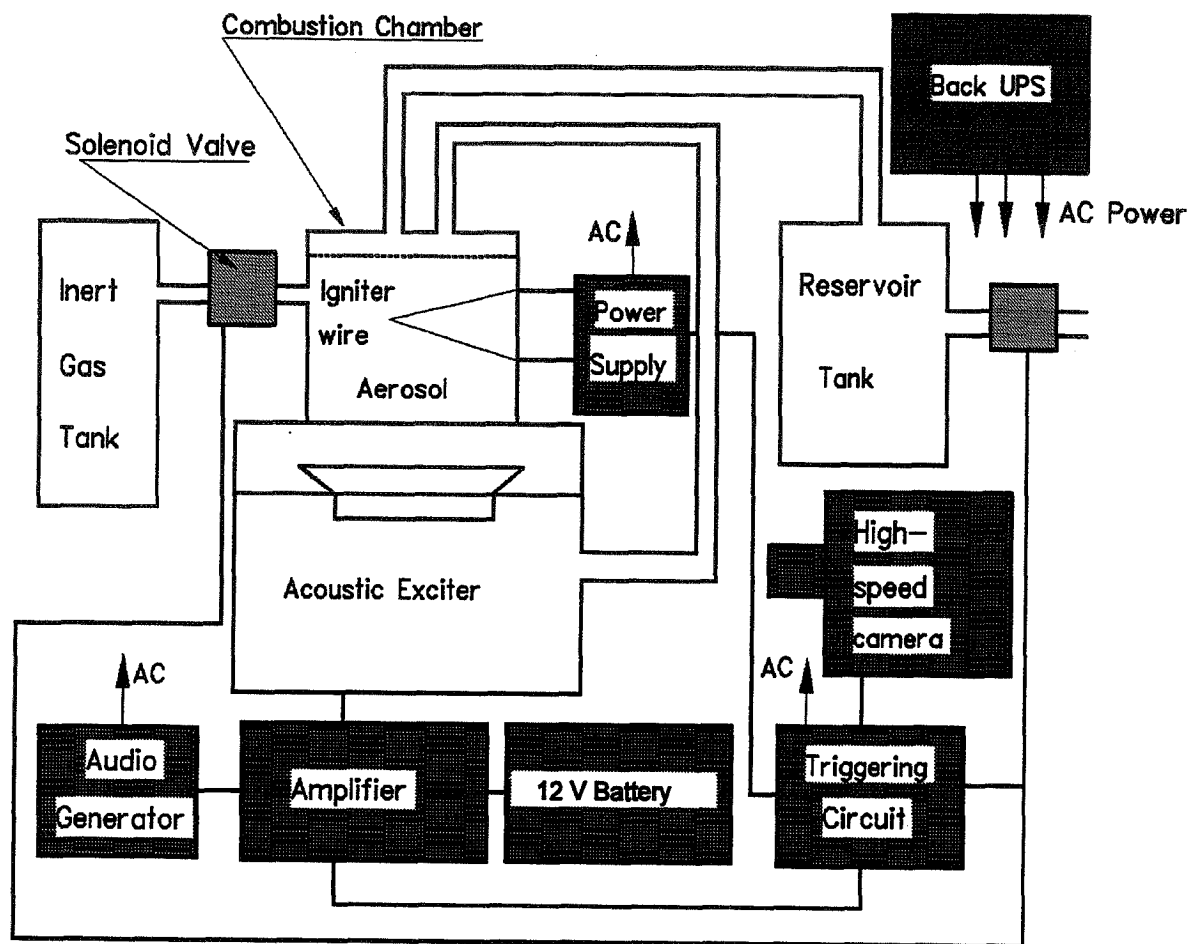 Combustion Chamber
Back UPS
Solenoid Valve
AC Power
AC
Inert
Gas
Tank
Igniter
wire
Aerosol
Power
Supply
Reservoir
Tank
High-
speed
camera
Acoustic Exciter
AC
AC
Audio
Generator
Amplifier
12 V Battery
Triggering
Circuit